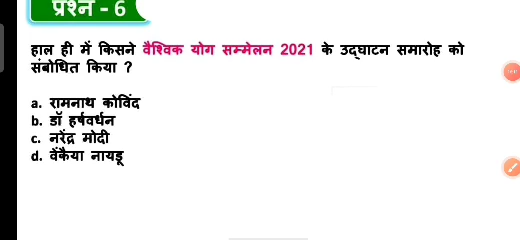 प्रश्न - 6
हाल ही में किसने वैश्विक योग सम्मेलन 2021 के उद्घाटन समारोह को
संबोधित किया ?
a. रामनाथ कोविंद
b. डॉ हर्षवर्धन
c. नरेंद्र मोदी
d. वेंकैया नायडू